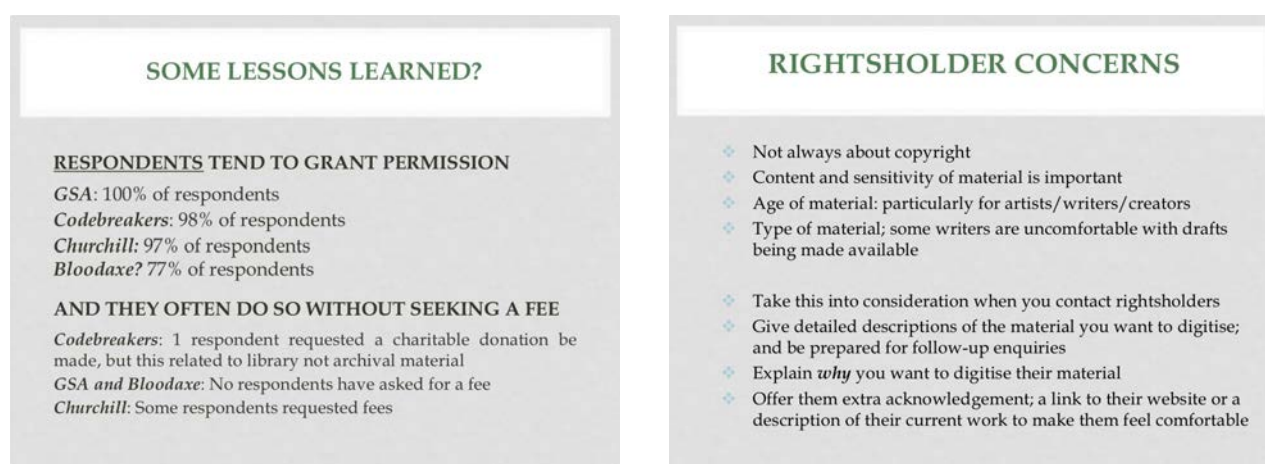 SOME LESSONS LEARNED?
RESPONDENTS TEND TO GRANT PERMISSION
GSA: 100% of respondents
Codebreakers: 98% of respondents
Churchill: 97% of respondents
Bloodaxe? 77% of respondents
AND THEY OFTEN DO SO WITHOUT SEEKING A FEE
Codebreakers: 1 respondent requested a charitable donation be
made, but this related to library not archival material
GSA and Bloodaxe: No respondents have asked for a fee
Churchill: Some respondents requested fees
RIGHTSHOLDER CONCERNS
Not always about copyright
Content and sensitivity of material is important
Age of material: particularly for artists/writers/creators
Type of material; some writers are uncomfortable with drafts
being made available
Take this into consideration when you contact rightsholders
Give detailed descriptions of the material you want to digitise;
and be prepared for follow-up enquiries
Explain why you want to digitise their material
Offer them extra acknowledgement; a link to their website or a
description of their current work to make them feel comfortable